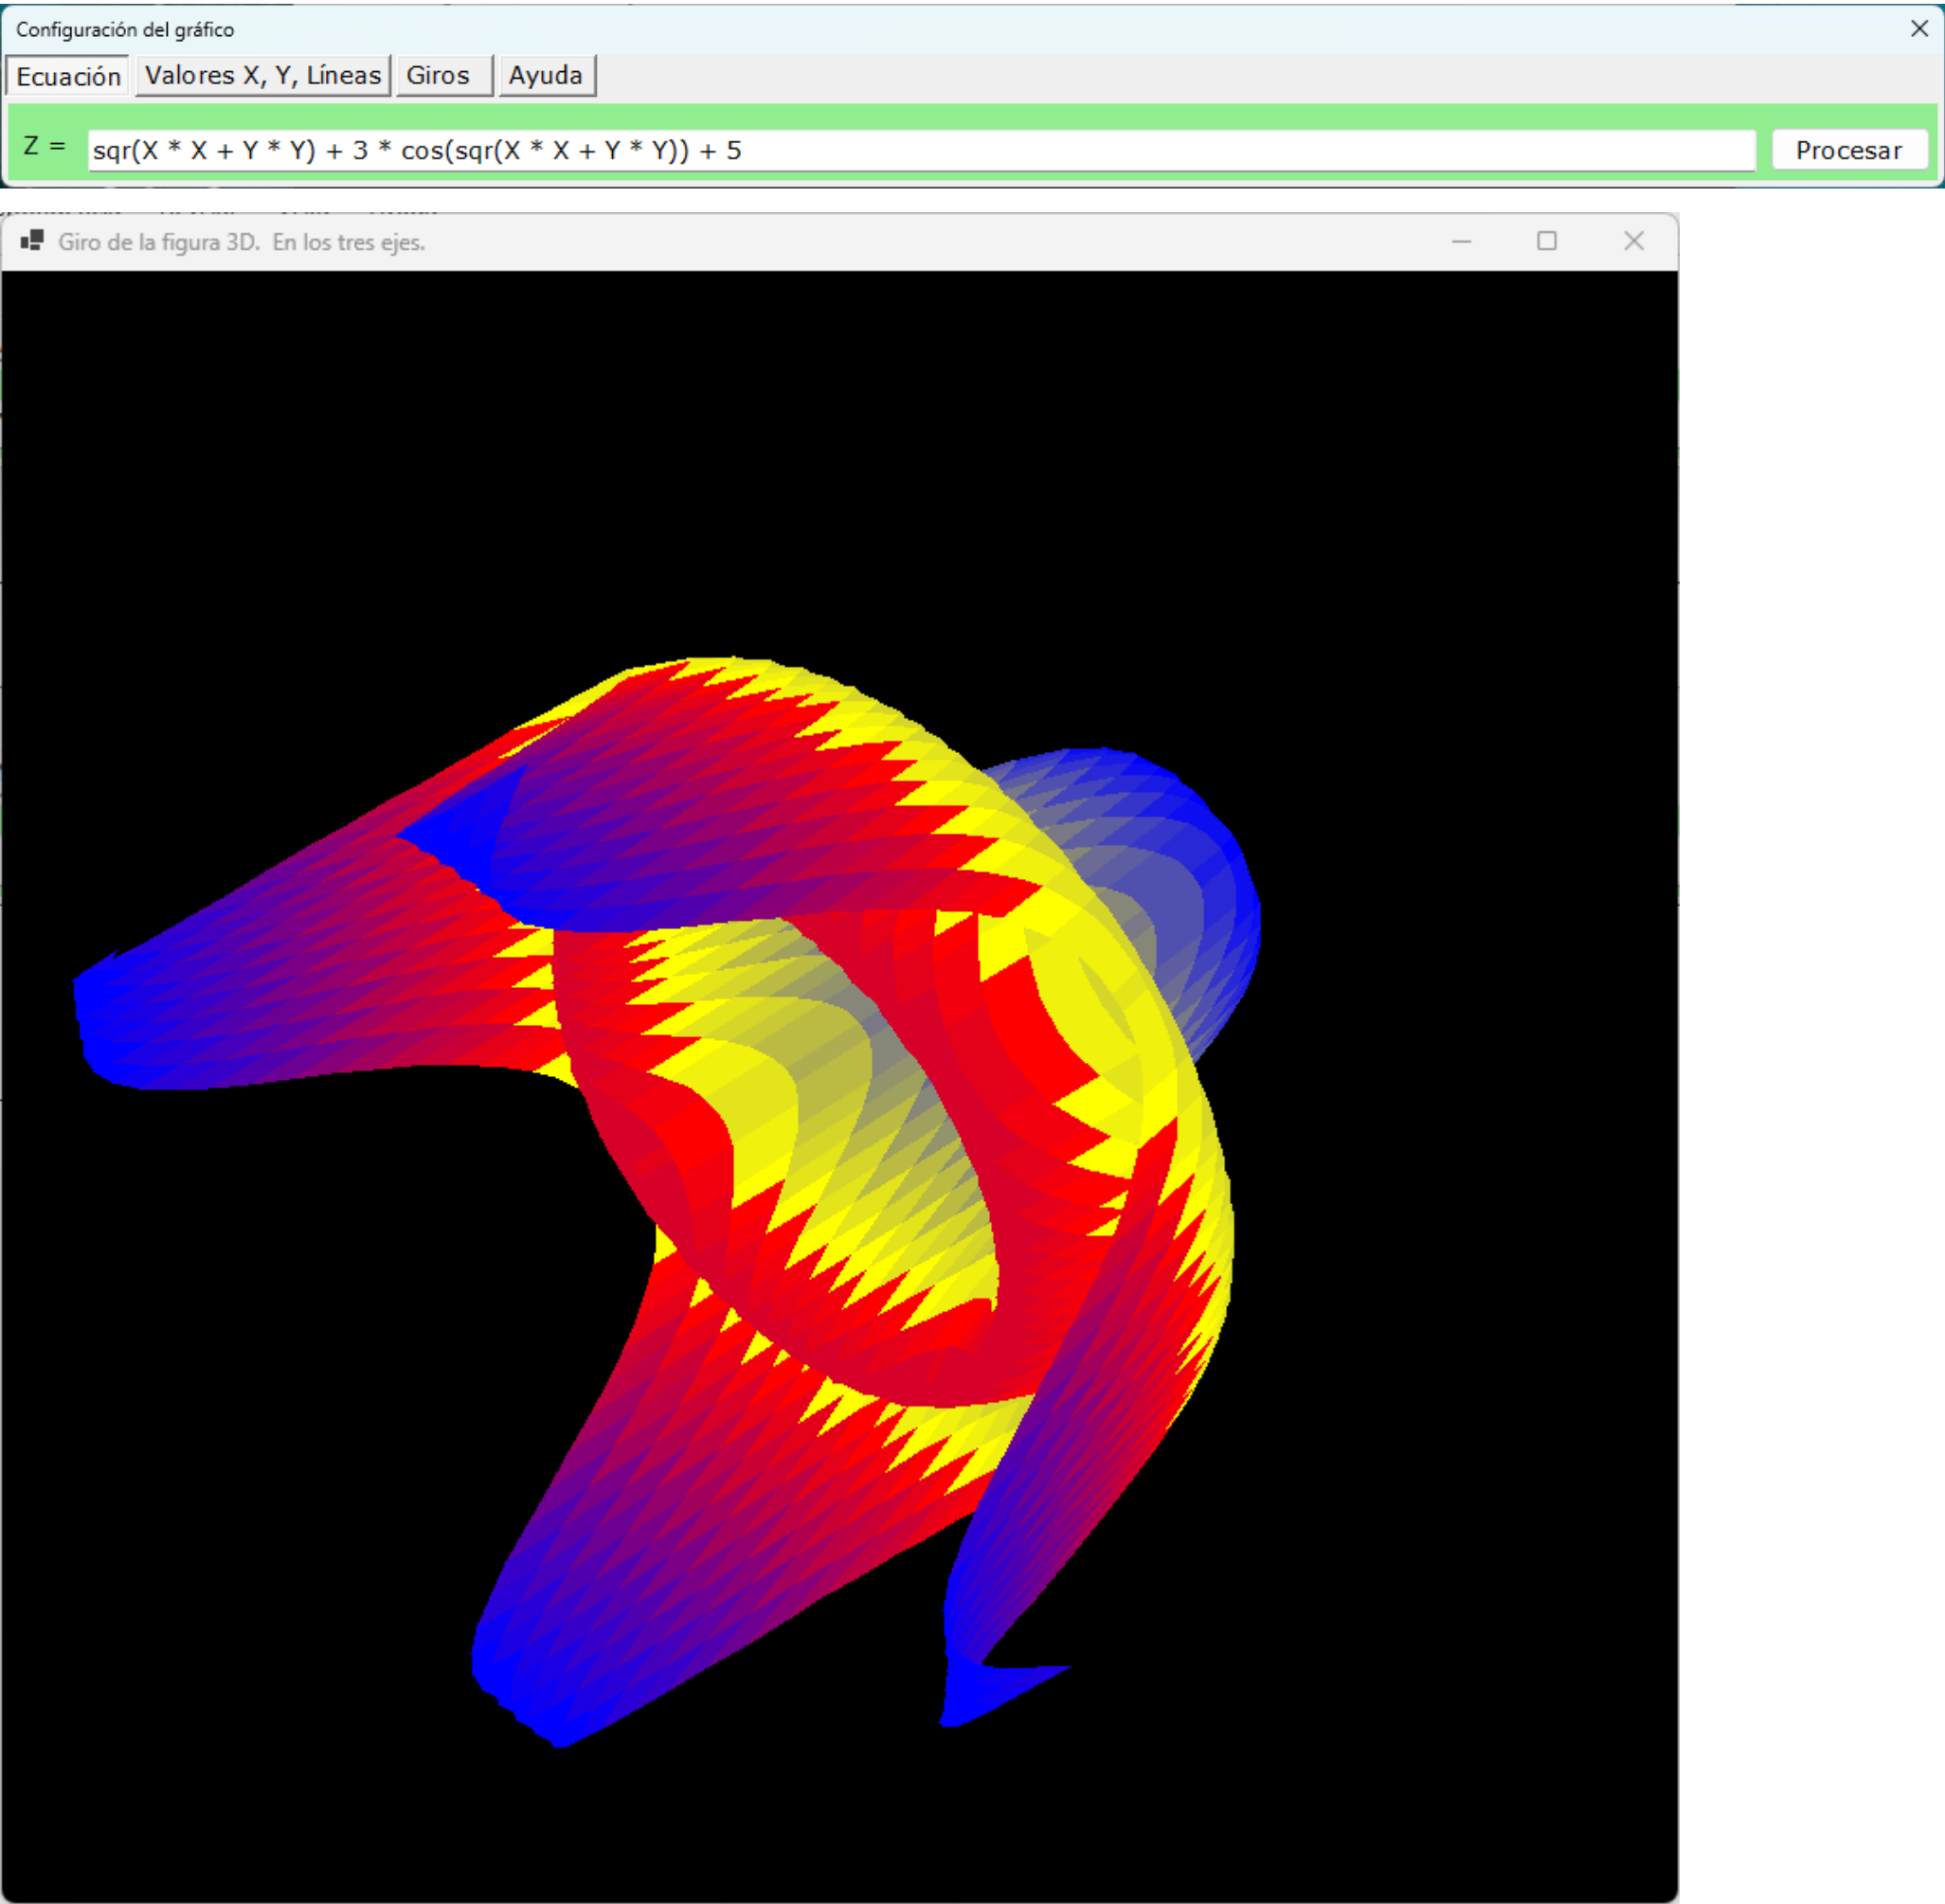 Configuración del gráfico
Ecuación Valores X, Y, Líneas Giros Ayuda
Z = sqr(X * X + Y * Y) + 3 * cos(sqr(X * X + Y * Y)) + 5 Procesar
Giro de la figura 3D. En los tres ejes.